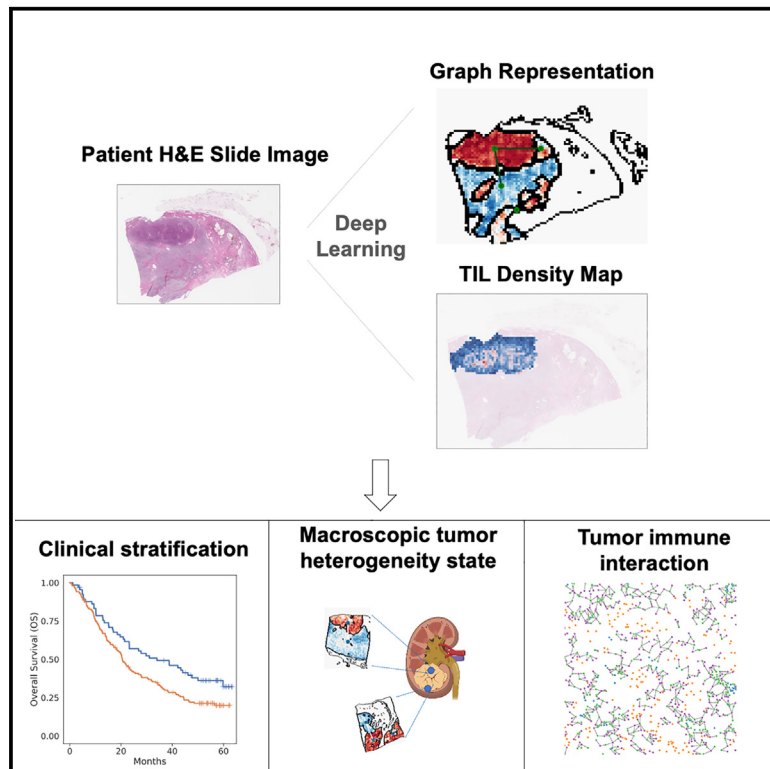 Graph Representation
Patient H&E Slide Image
Deep
Learning
TIL Density Map
Clinical stratification
Macroscopic tumor
heterogeneity state
Tumor immune
interaction
Overall Survival (OS)
1.00
0.75
0.50
0.25
0.00
0 20 40 60
Months